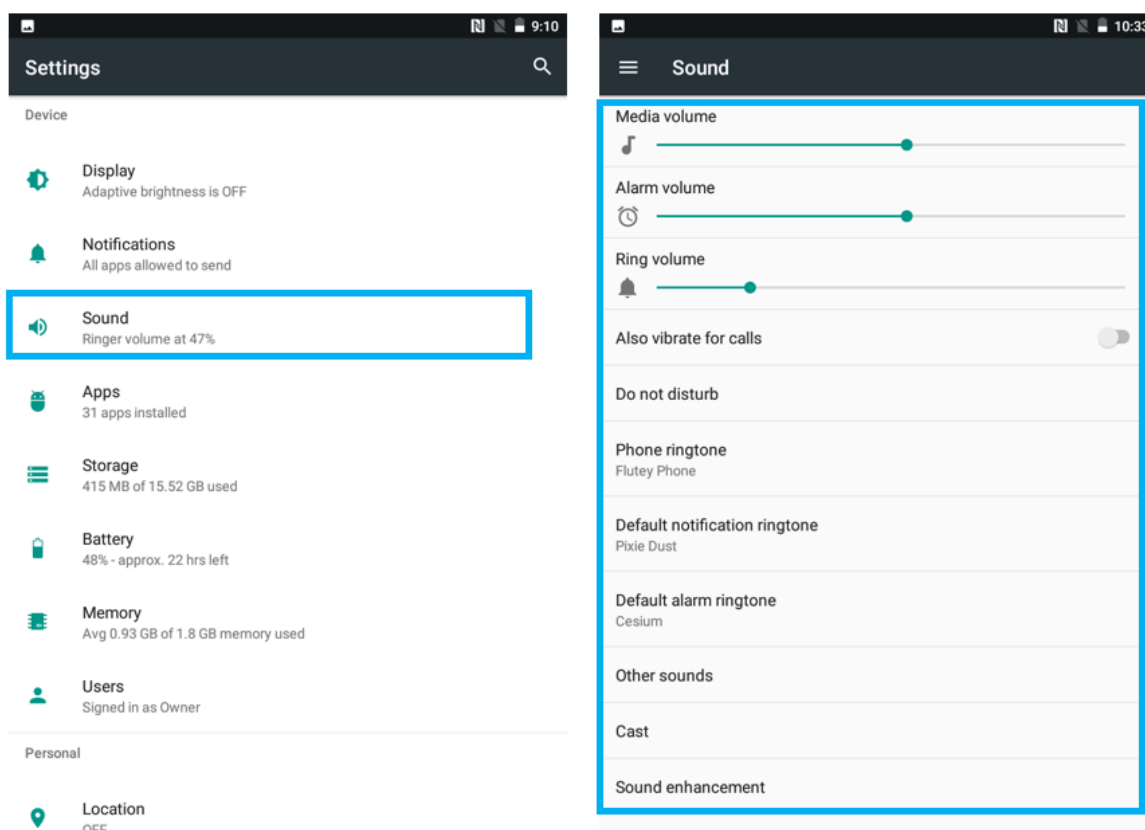 9:10
Settings
Device
Display
Adaptive brightness is OFF
Notifications
All apps allowed to send
Sound
Ringer volume at 47%
Apps
31 apps installed
Storage
415 MB of 15.52 GB used
Battery
48% - approx. 22 hrs left
Memory
Avg 0.93 GB of 1.8 GB memory used
Users
Signed in as Owner
Personal
Location
OFF
10:33
Sound
Media volume
Alarm volume
Ring volume
Also vibrate for calls
Do not disturb
Phone ringtone
Flutey Phone
Default notification ringtone
Pixie Dust
Default alarm ringtone
Cesium
Other sounds
Cast
Sound enhancement